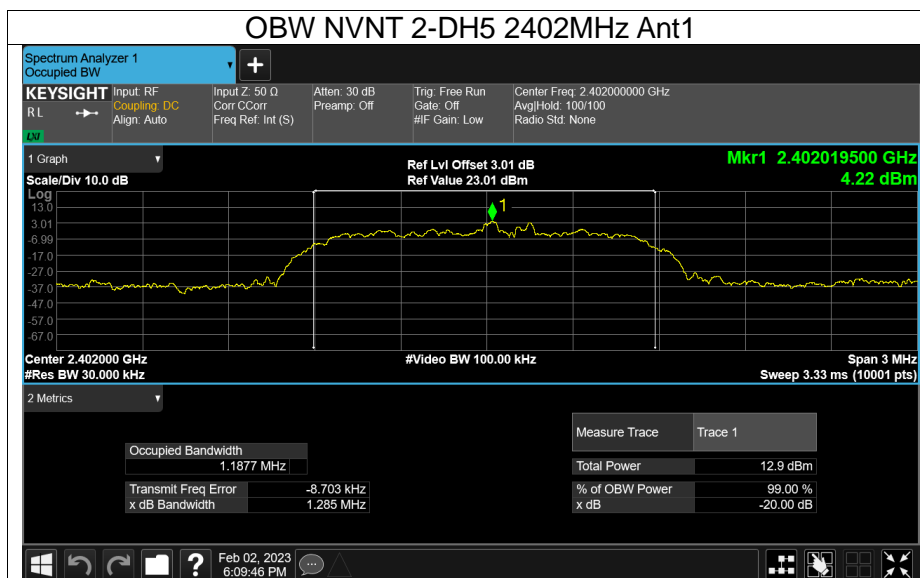 OBW NVNT 2-DH5 2402MHz Ant1
Spectrum Analyzer 1
Occupied BW
+
KEYSIGHT Input: RF Input Z: 50 Ω Atten: 30 dB Trig: Free Run Center Freq: 2.402000000 GHz
R L Coupling: DC Corr CCorr Preamp: Off Gate: Off Avg|Hold: 100/100
Align: Auto Freq Ref: Int (S) #IF Gain: Low Radio Std: None
LXI
1 Graph Ref Lvl Offset 3.01 dB Mkr1 2.402019500 GHz
Scale/Div 10.0 dB Ref Value 23.01 dBm 4.22 dBm
Log
13.0
1
3.01
-6.99
-17.0
-27.0
-37.0
-47.0
-57.0
-67.0
Center 2.402000 GHz #Video BW 100.00 kHz Span 3 MHz
#Res BW 30.000 kHz Sweep 3.33 ms (10001 pts)
2 Metrics
Measure Trace Trace 1
Occupied Bandwidth
1.1877 MHz Total Power 12.9 dBm
Transmit Freq Error -8.703 kHz % of OBW Power 99.00 %
x dB Bandwidth 1.285 MHz x dB -20.00 dB
? Feb 02, 2023
6:09:46 PM